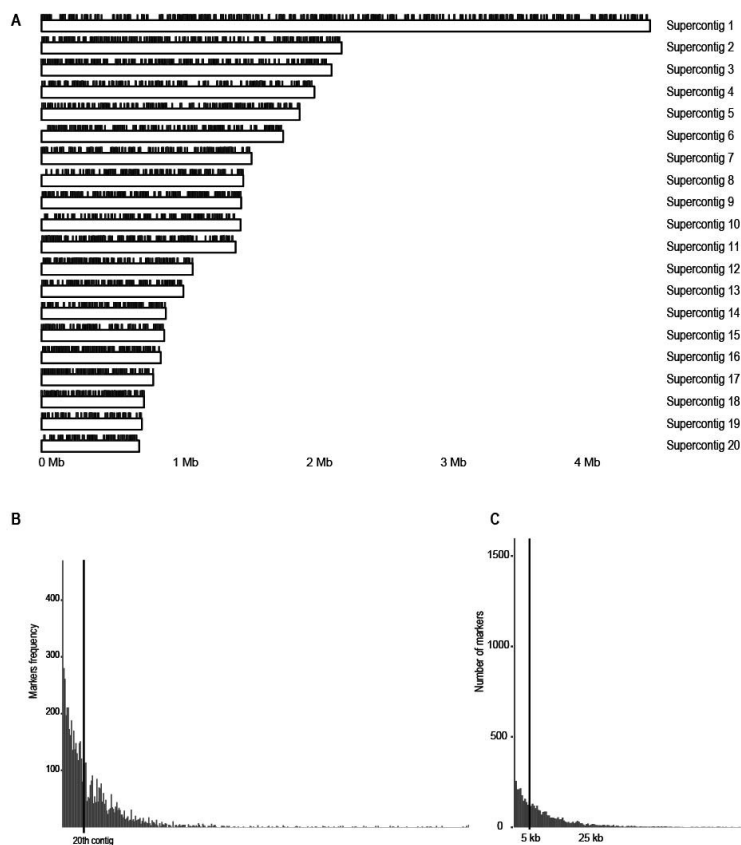 A
Supercontig 1
Supercontig 2
Supercontig 3
Supercontig 4
Supercontig 5
Supercontig 6
Supercontig 7
Supercontig 8
Supercontig 9
Supercontig 10
Supercontig 11
Supercontig 12
Supercontig 13
Supercontig 14
Supercontig 15
Supercontig 16
Supercontig 17
Supercontig 18
Supercontig 19
Supercontig 20
0 Mb 1 Mb 2 Mb 3 Mb 4 Mb
B
Markers frequency
400
300
200
100
20th contig
C
Number of markers
1500
1000
500
0
5 kb 25 kb